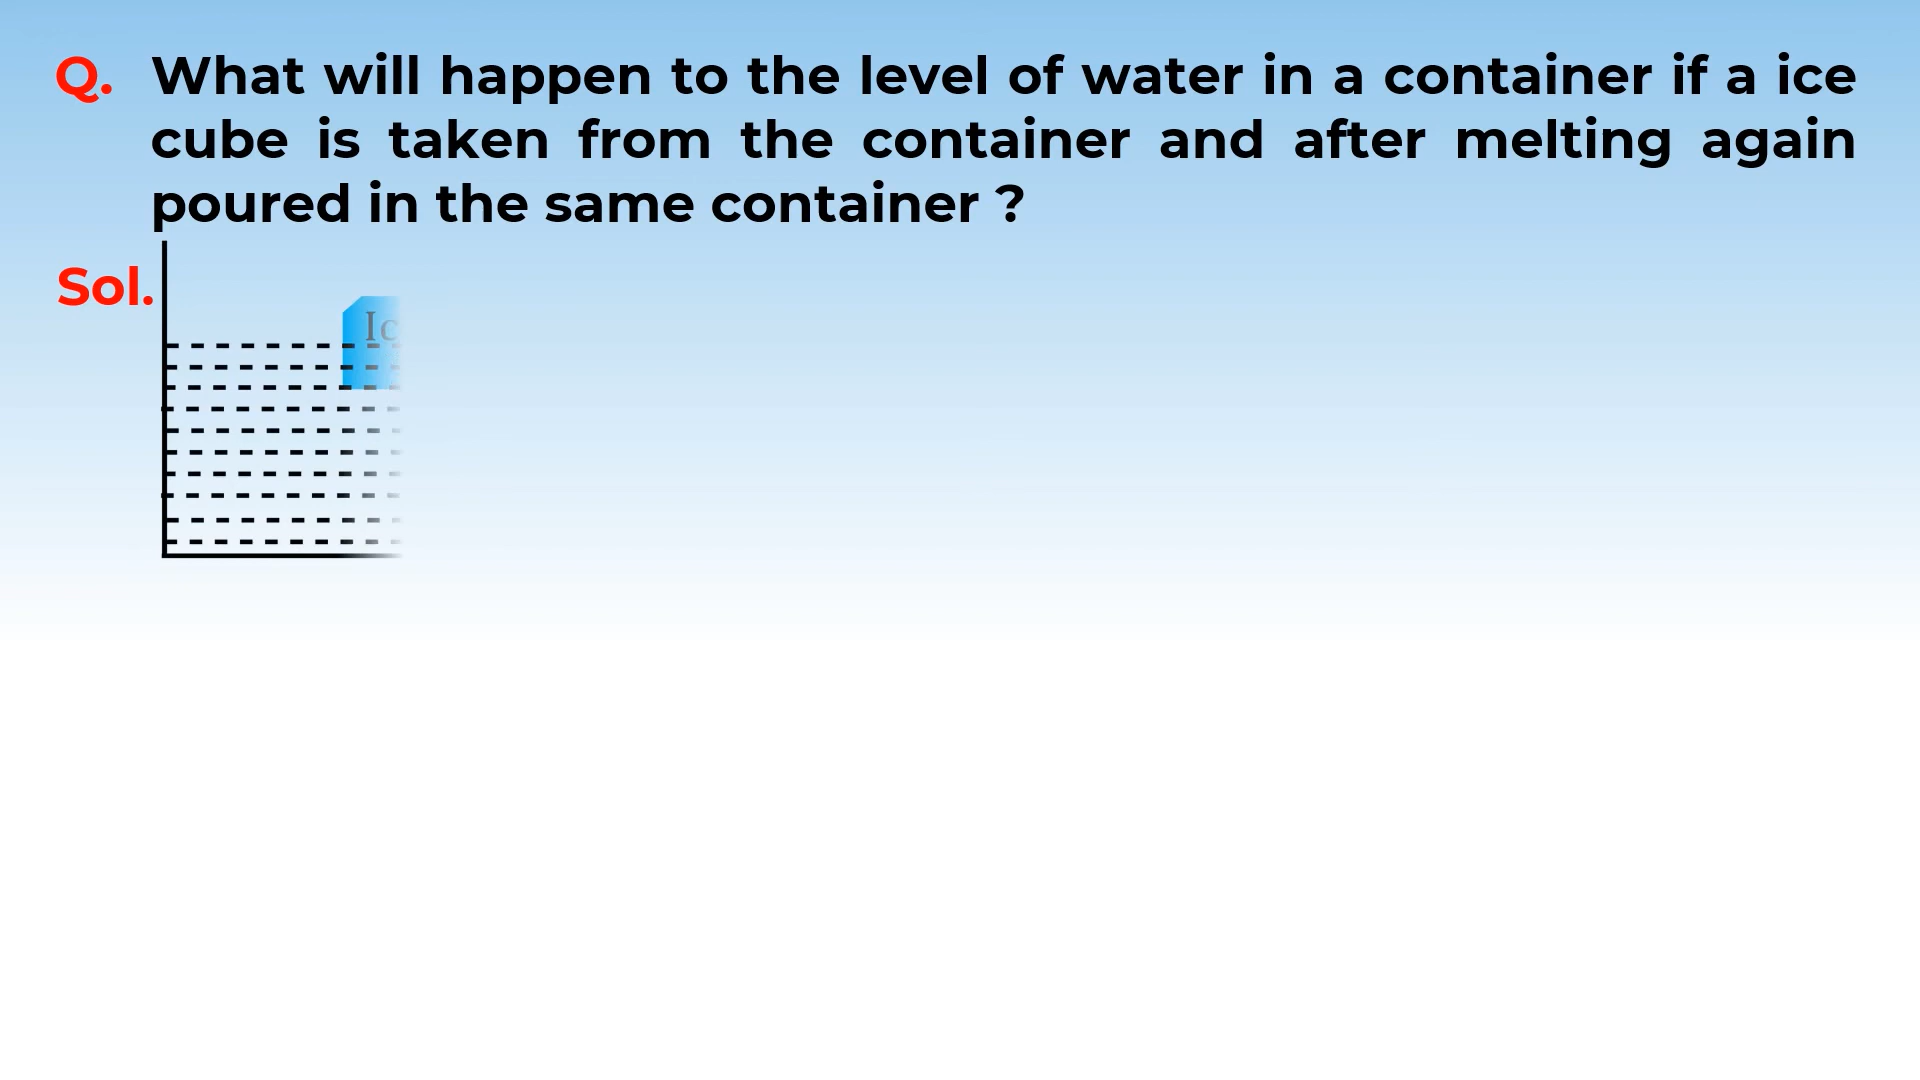 Q. What will happen to the level of water in a container if a ice
cube is taken from the container and after melting again
poured in the same container ?
Sol.